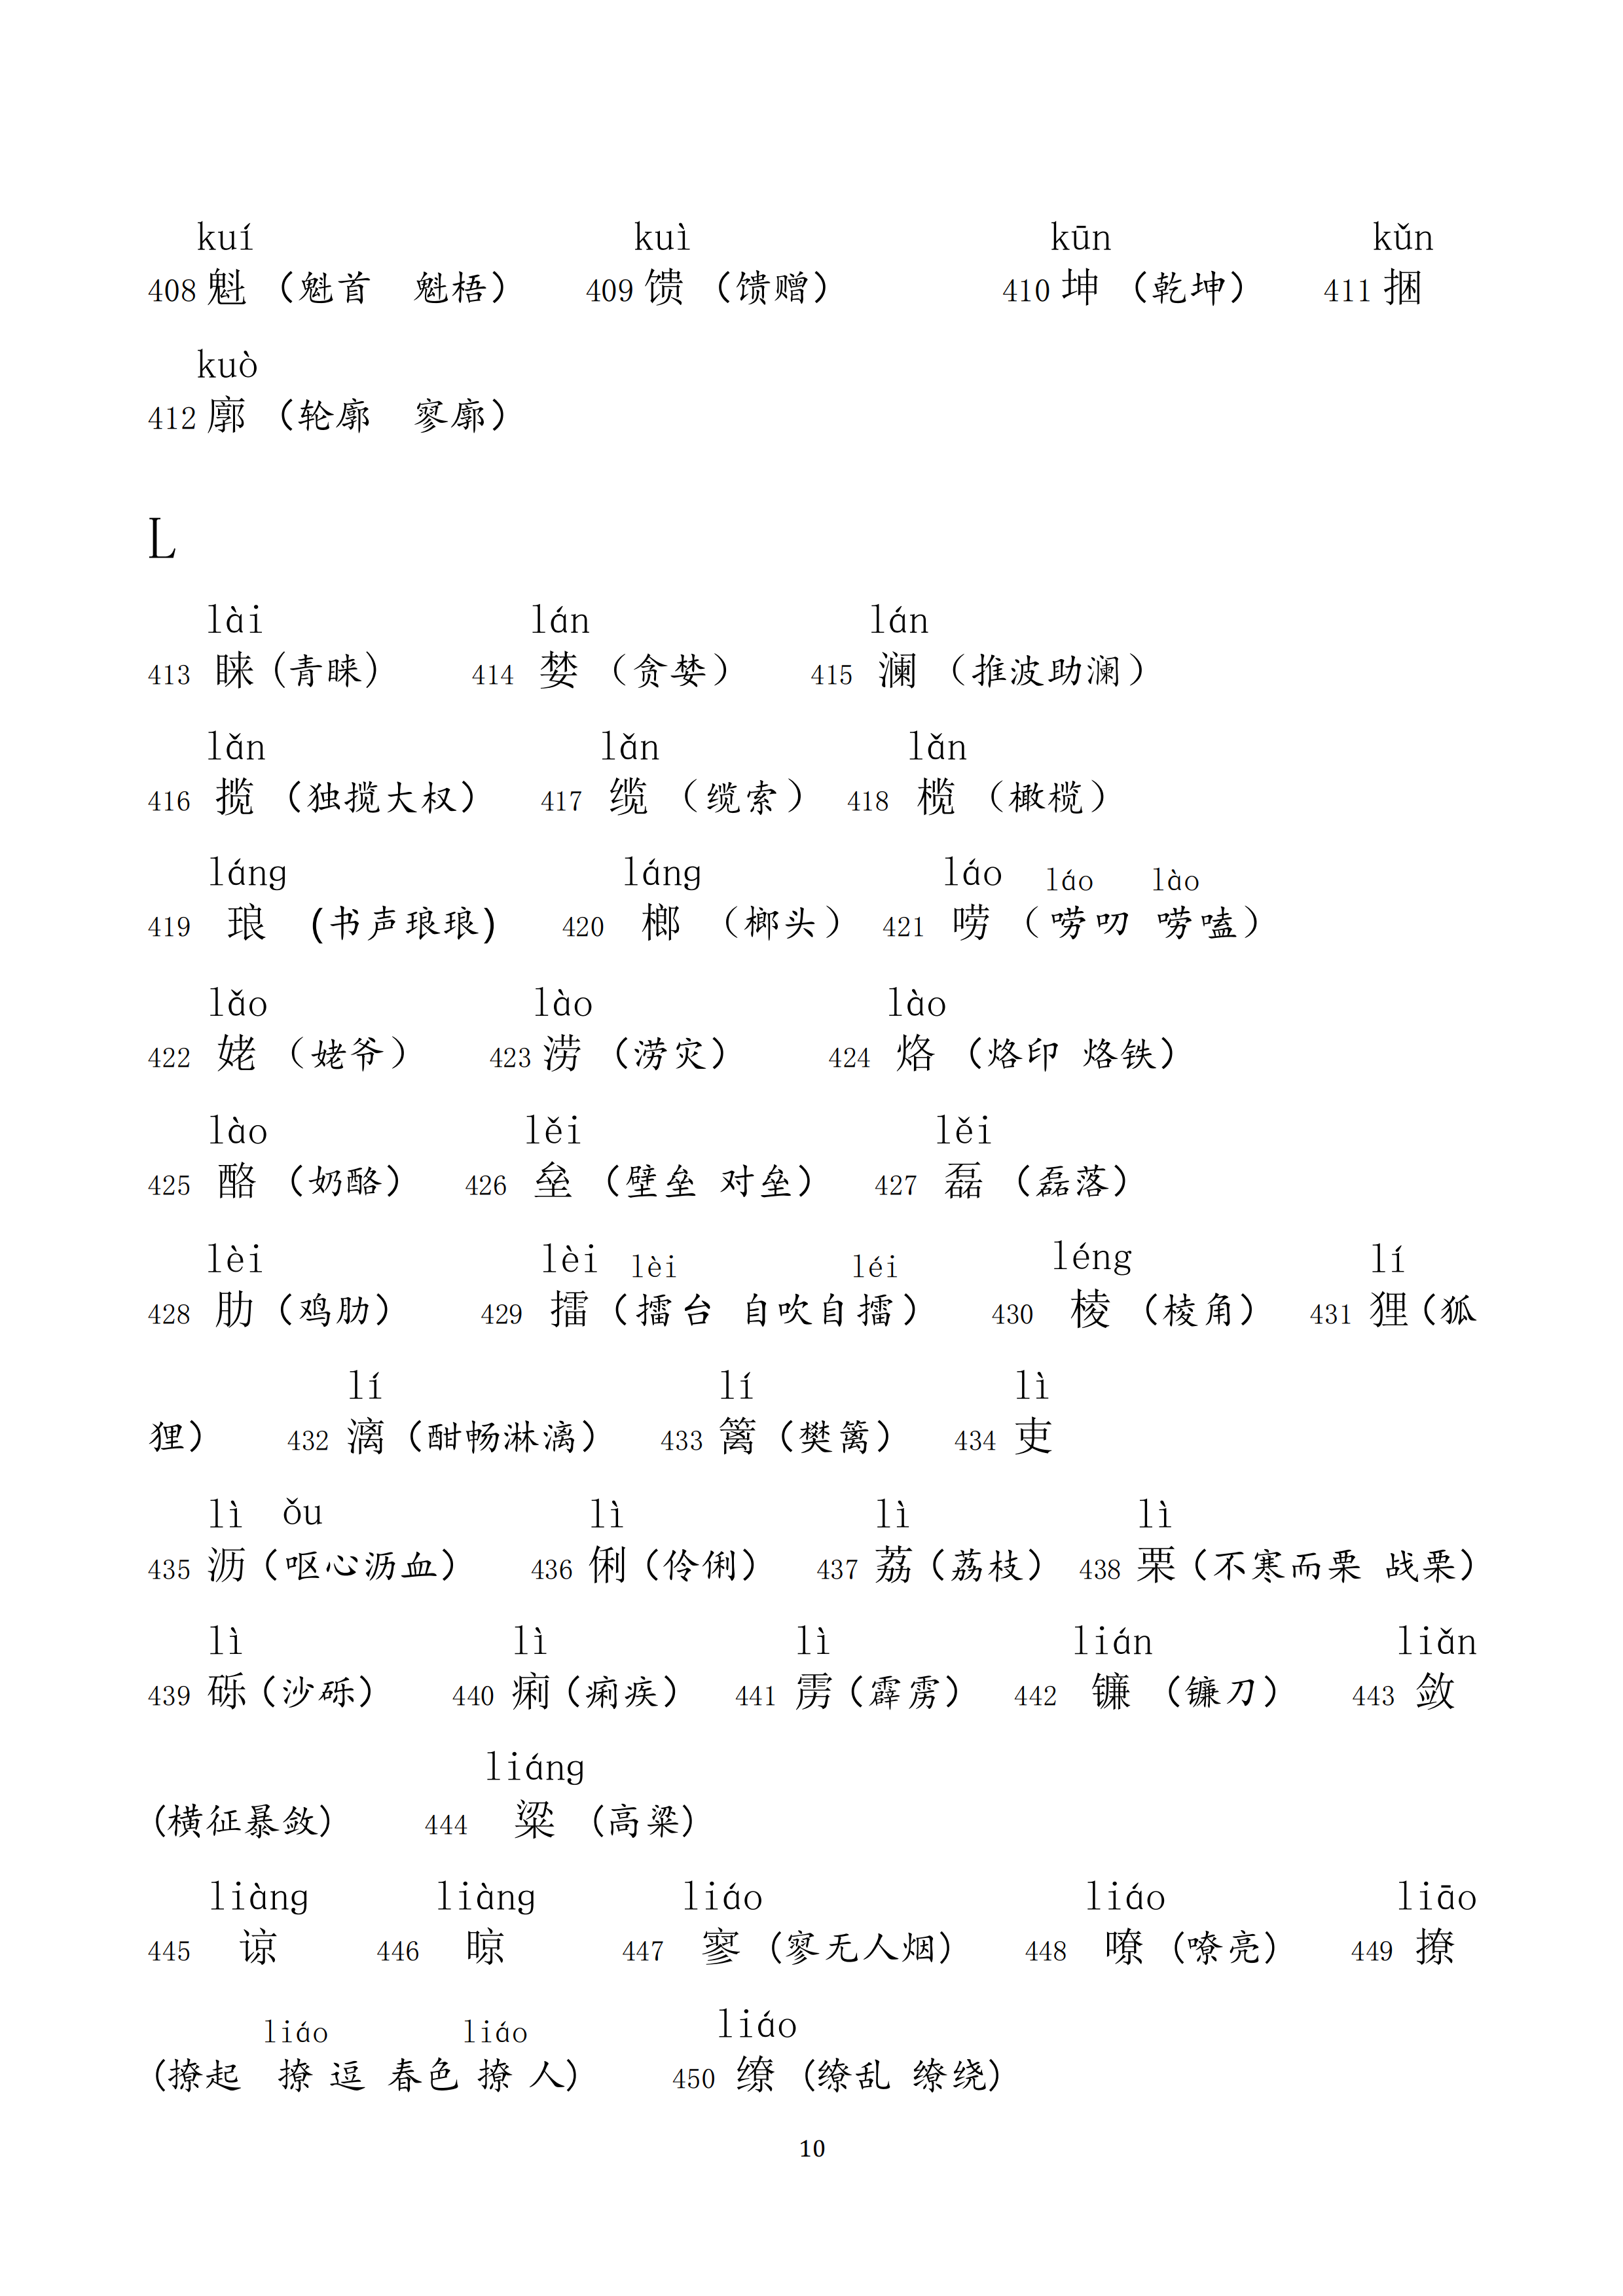 kuí kuì kūn kǔn
408 魁 （魁首 魁梧） 409 馈 （馈赠） 410 坤 （乾坤） 411 捆
kuò
412 廓 （轮廓 寥廓）
L
lài lán lán
413 睐 (青睐) 414 婪 （贪婪） 415 澜 （推波助澜）
lǎn lǎn lǎn
416 揽 （独揽大权） 417 缆 （缆索） 418 榄 （橄榄）
láng láng láo láo lào
419 琅 (书声琅琅) 420 榔 （榔头） 421 唠 （唠叨 唠嗑）
lǎo lào lào
422 姥 （姥爷） 423 涝 （涝灾） 424 烙 （烙印 烙铁）
lào lěi lěi
425 酪 （奶酪） 426 垒 （壁垒 对垒） 427 磊 （磊落）
lèi lèi lèi léi léng lí
428 肋 （鸡肋） 429 擂 （擂台 自吹自擂） 430 棱 （棱角） 431 狸（狐
lí lí lì
狸） 432 漓（酣畅淋漓） 433 篱（樊篱） 434 吏
lì ǒu lì lì lì
435 沥（呕心沥血） 436 俐（伶俐） 437 荔（荔枝） 438 栗（不寒而栗 战栗）
lì lì lì lián liǎn
439 砾（沙砾） 440 痢（痢疾） 441 雳（霹雳） 442 镰 （镰刀） 443 敛
liáng
(横征暴敛) 444 粱 (高粱)
liàng liàng liáo liáo liāo
445 谅 446 晾 447 寥 (寥无人烟) 448 嘹 (嘹亮) 449 撩
liáo liáo liáo
(撩起 撩逗 春色撩人) 450 缭 (缭乱 缭绕)
10